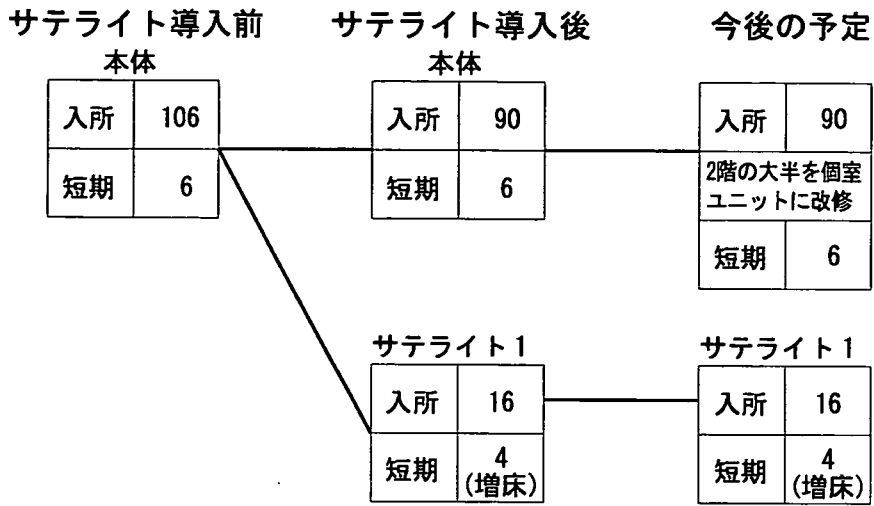 サテライト導入前
サテライト導入後
今後の予定
本体
本体
入所 106
短期 6
入所 90
短期 6
入所 90
2階の大半を個室
ユニットに改修
短期 6
サテライト1
サテライト1
入所 16
短期 4
(増床)
入所 16
短期 4
(増床)